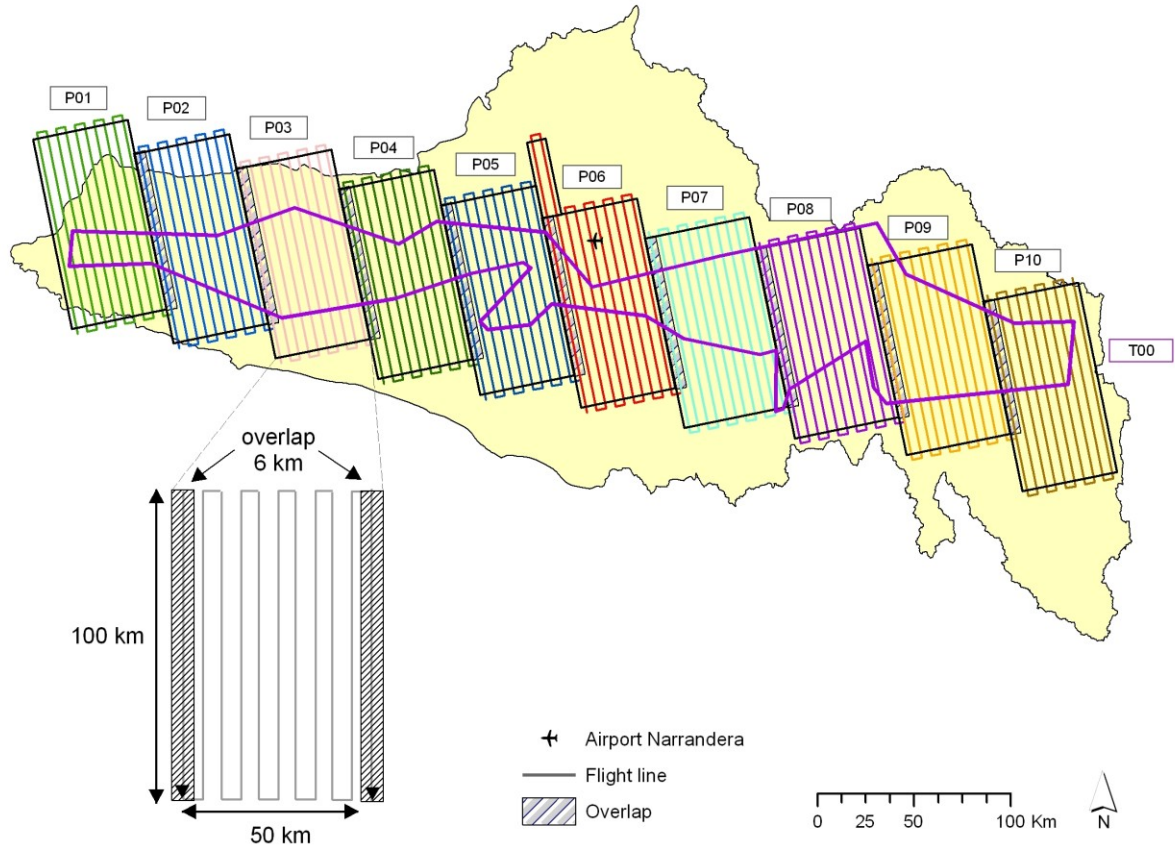 P01
P02
P03
P04
P05
P06
P07
P08
P09
P10
T00
overlap
6 km
100 km
50 km
Airport Narrandera
Flight line
Overlap
0 25 50 100 Km
N